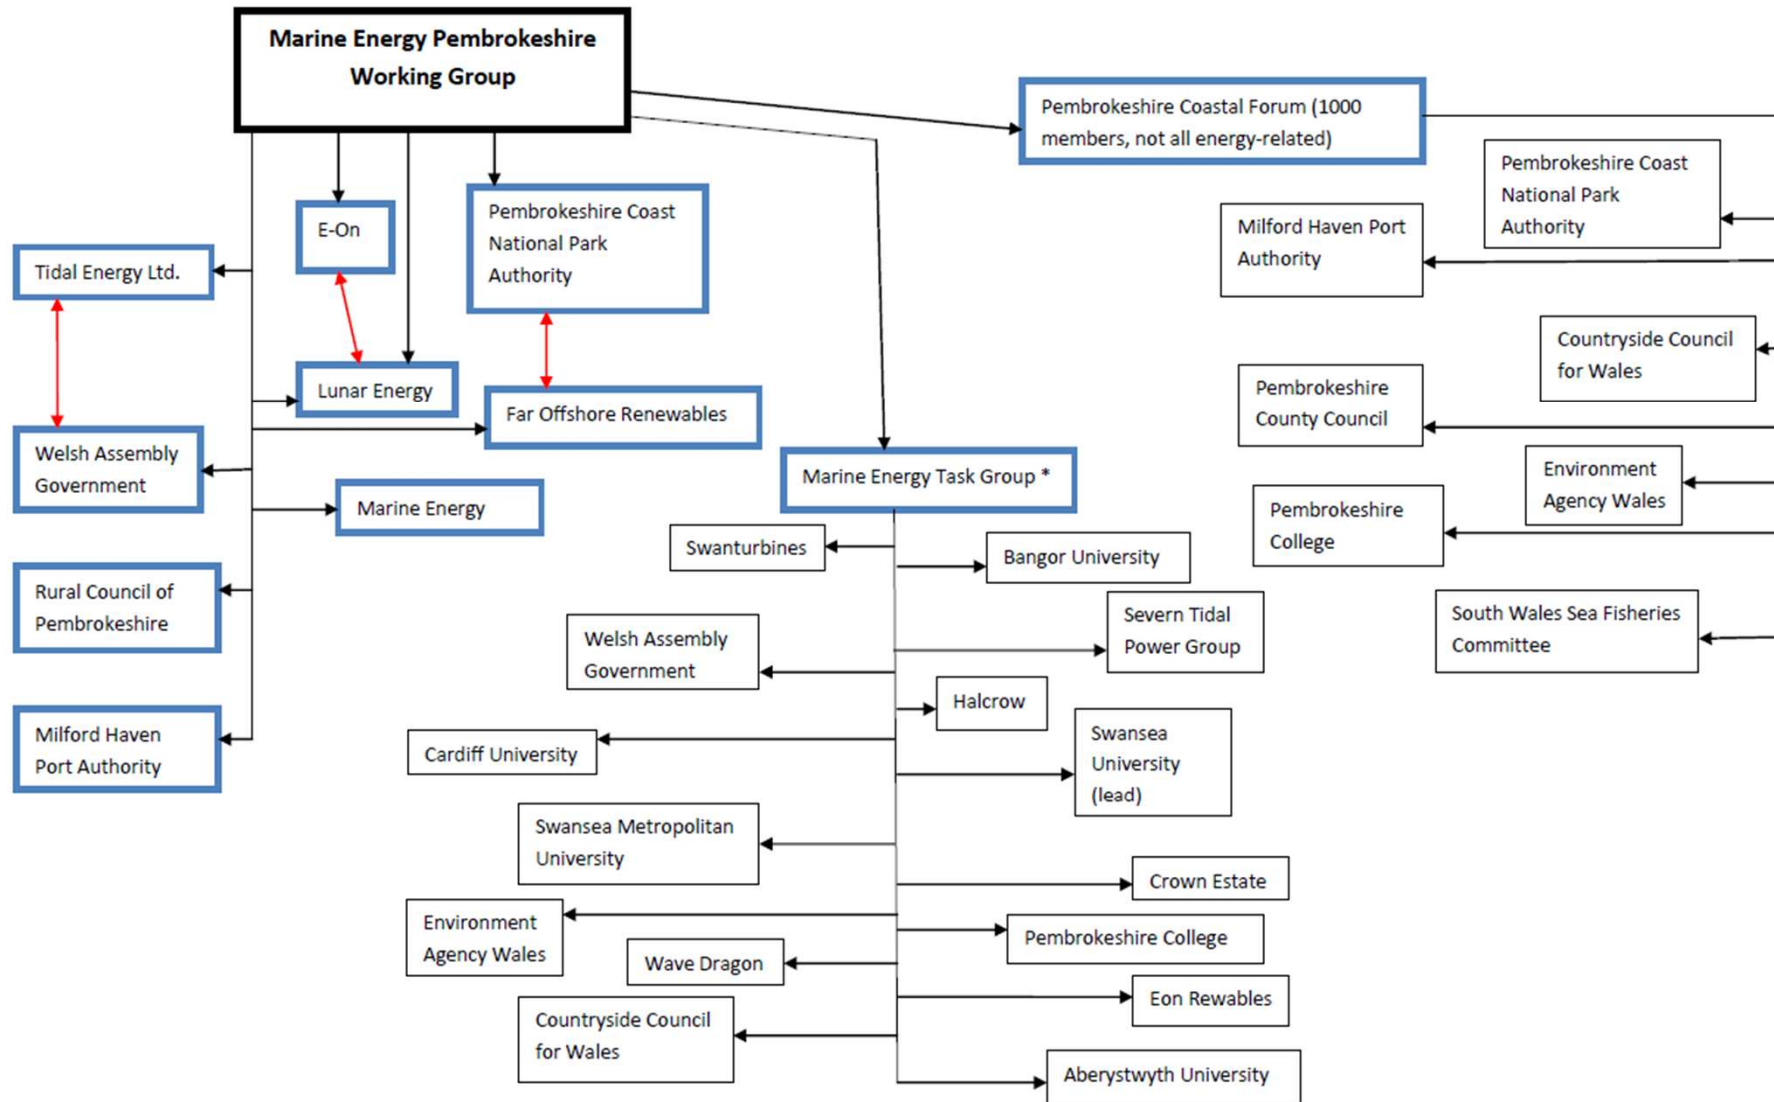 Marine Energy Pembrokeshire
Working Group
Pembrokeshire Coastal Forum (1000
members, not all energy-related)
Pembrokeshire Coast
National Park
Authority
Milford Haven Port
Authority
Countryside Council
for Wales
Pembrokeshire
County Council
Environment
Agency Wales
Pembrokeshire
College
South Wales Sea Fisheries
Committee
E-On
Pembrokeshire Coast
National Park
Authority
Tidal Energy Ltd.
Lunar Energy
Far Offshore Renewables
Welsh Assembly
Government
Marine Energy
Rural Council of
Pembrokeshire
Milford Haven
Port Authority
Marine Energy Task Group *
Swanturbines
Bangor University
Severn Tidal
Power Group
Welsh Assembly
Government
Halcrow
Cardiff University
Swansea
University
(lead)
Swansea Metropolitan
University
Crown Estate
Environment
Agency Wales
Pembrokeshire College
Wave Dragon
Eon Rewables
Countryside Council
for Wales
Aberystwyth University